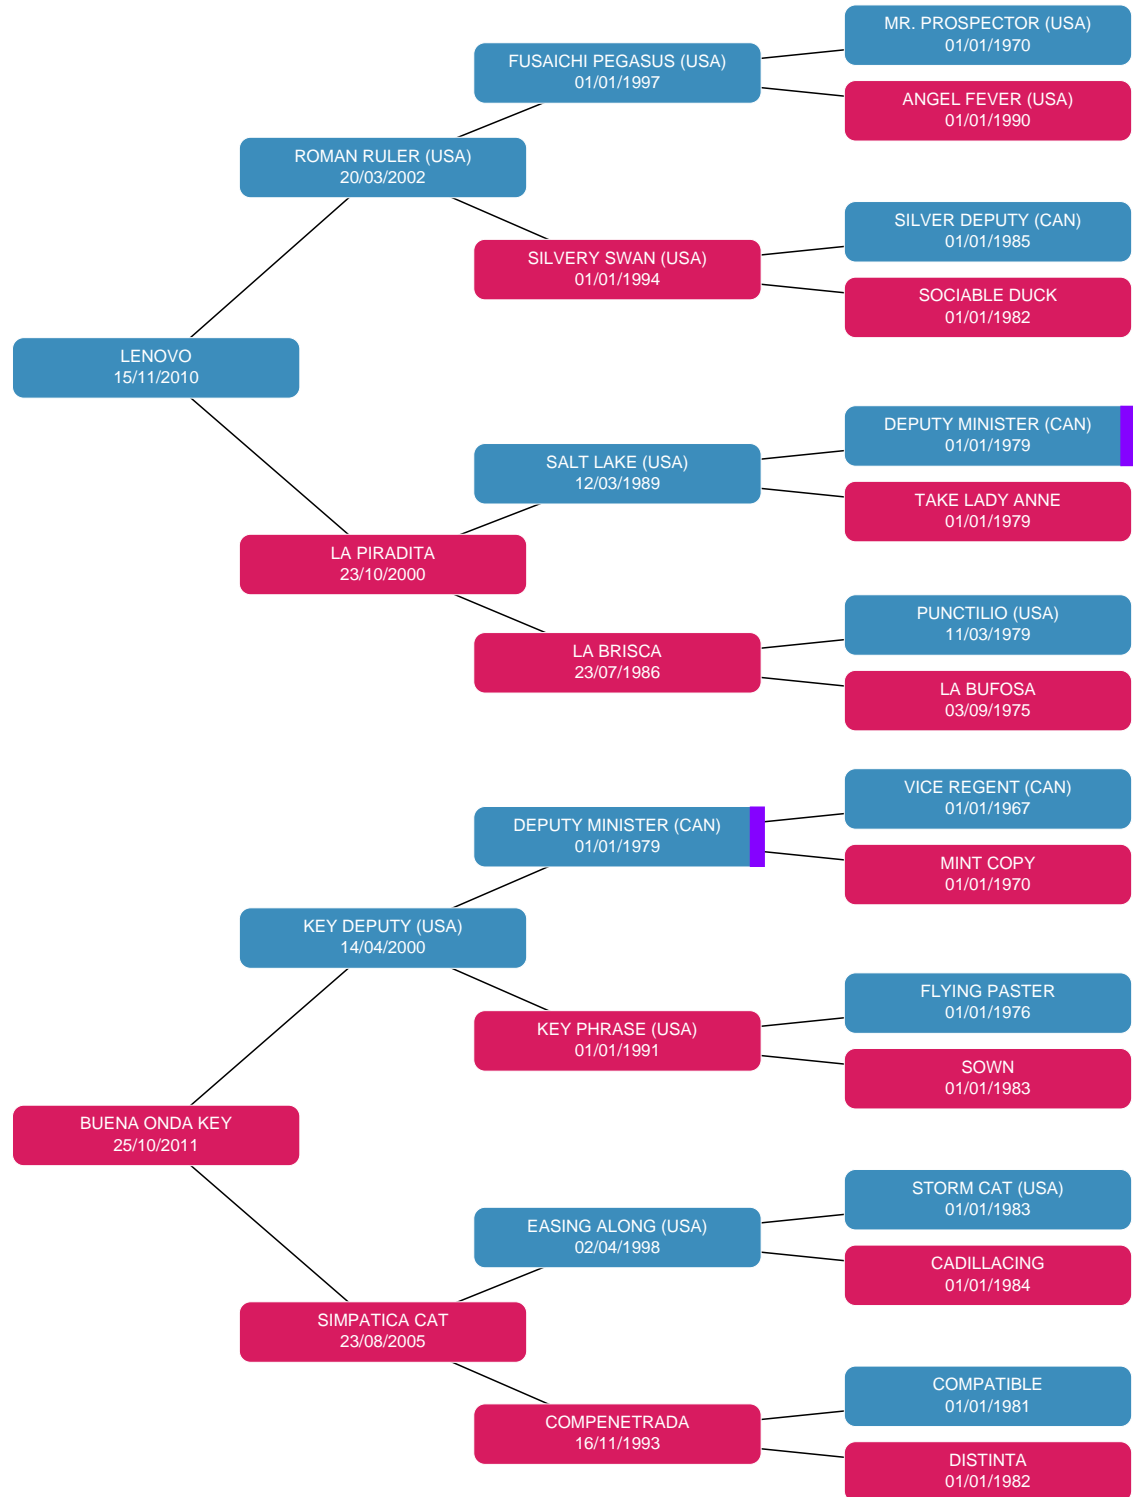 MR. PROSPECTOR (USA)
01/01/1970
FUSAICHI PEGASUS (USA)
01/01/1997
ANGEL FEVER (USA)
01/01/1990
ROMAN RULER (USA)
20/03/2002
SILVER DEPUTY (CAN)
01/01/1985
SILVERY SWAN (USA)
01/01/1994
SOCIABLE DUCK
01/01/1982
LENOVO
15/11/2010
DEPUTY MINISTER (CAN)
01/01/1979
SALT LAKE (USA)
12/03/1989
TAKE LADY ANNE
01/01/1979
LA PIRADITA
23/10/2000
PUNCTILIO (USA)
11/03/1979
LA BRISCA
23/07/1986
LA BUFOSA
03/09/1975
VICE REGENT (CAN)
01/01/1967
DEPUTY MINISTER (CAN)
01/01/1979
MINT COPY
01/01/1970
KEY DEPUTY (USA)
14/04/2000
FLYING PASTER
01/01/1976
KEY PHRASE (USA)
01/01/1991
SOWN
01/01/1983
BUENA ONDA KEY
25/10/2011
STORM CAT (USA)
01/01/1983
EASING ALONG (USA)
02/04/1998
CADILLACING
01/01/1984
SIMPATICA CAT
23/08/2005
COMPATIBLE
01/01/1981
COMPENETRADA
16/11/1993
DISTINTA
01/01/1982